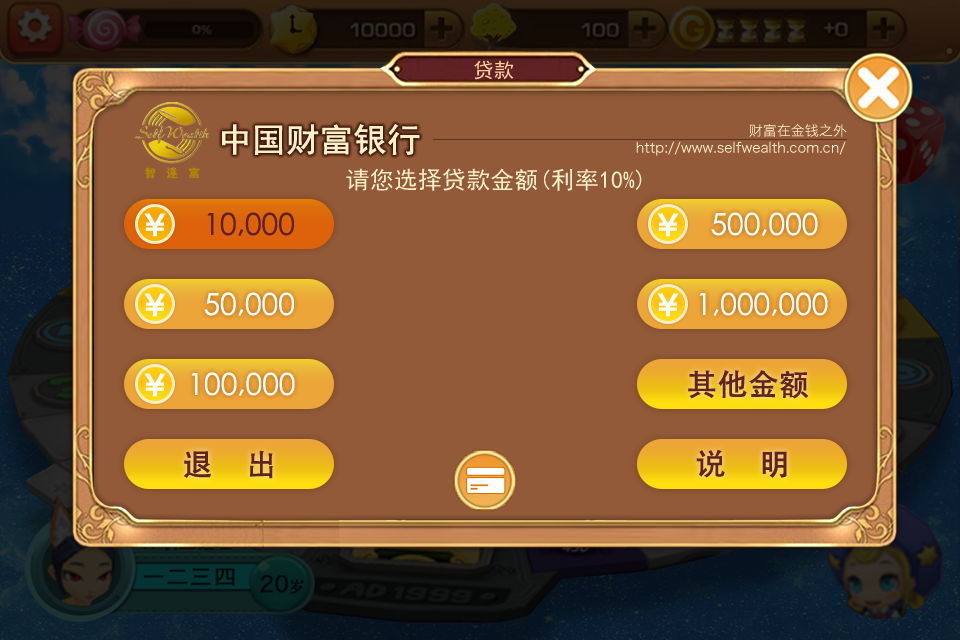 0%
10000
100
+0
贷款
Self Wealth
智達富
中国财富银行
财富在金钱之外
http://www.selfwealth.com.cn/
请您选择贷款金额(利率10%)
¥ 10,000
¥ 500,000
¥ 50,000
¥ 1,000,000
¥ 100,000
其他金额
退 出
说 明
一二三四
20岁
AD 1999